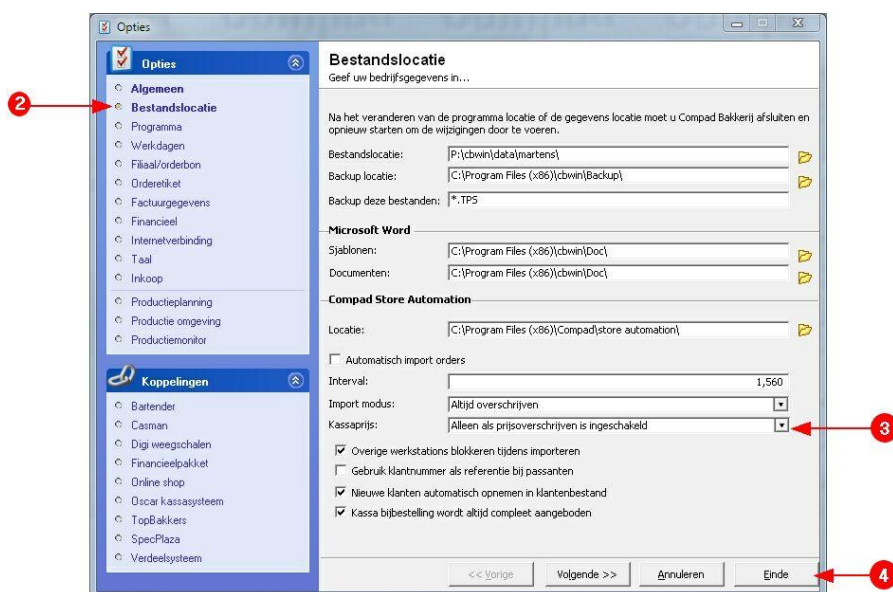 Opties
Opties
Algemeen
Bestandslocatie
Programma
Werkdagen
Filiaal/orderbon
Orderetiket
Factuurgegevens
Financieel
Internetverbinding
Taal
Inkoop
Productieplanning
Productie omgeving
Productiemonitor
Koppelingen
Bartender
Casman
Digi weegschalen
Financieelpakket
Online shop
Oscar kassasysteem
TopBakkers
SpecPlaza
Verdeelsysteem
2
Bestandslocatie
Geef uw bedrijfsgegevens in...
Na het veranderen van de programma locatie of de gegevens locatie moet u Compad Bakkerij afsluiten en
opnieuw starten om de wijzigingen door te voeren.
Bestandslocatie: P:\cbwin\data\martens\
Backup locatie: C:\Program Files (x86)\cbwin\Backup\
Backup deze bestanden: *.TPS
Microsoft Word
Sjablonen: C:\Program Files (x86)\cbwin\Doc\
Documenten: C:\Program Files (x86)\cbwin\Doc\
Compad Store Automation
Locatie: C:\Program Files (x86)\Compad\store automation\
Automatisch import orders
Interval: 1,560
Import modus: Altijd overschrijven
Kassaprijs: Alleen als prijsoverschrijven is ingeschakeld
3
Overige werkstations blokkeren tijdens importeren
Gebruik klantnummer als referentie bij passanten
Nieuwe klanten automatisch opnemen in klantenbestand
Kassa bijbestelling wordt altijd compleet aangeboden
<< Vorige Volgende >> Annuleren Einde
4